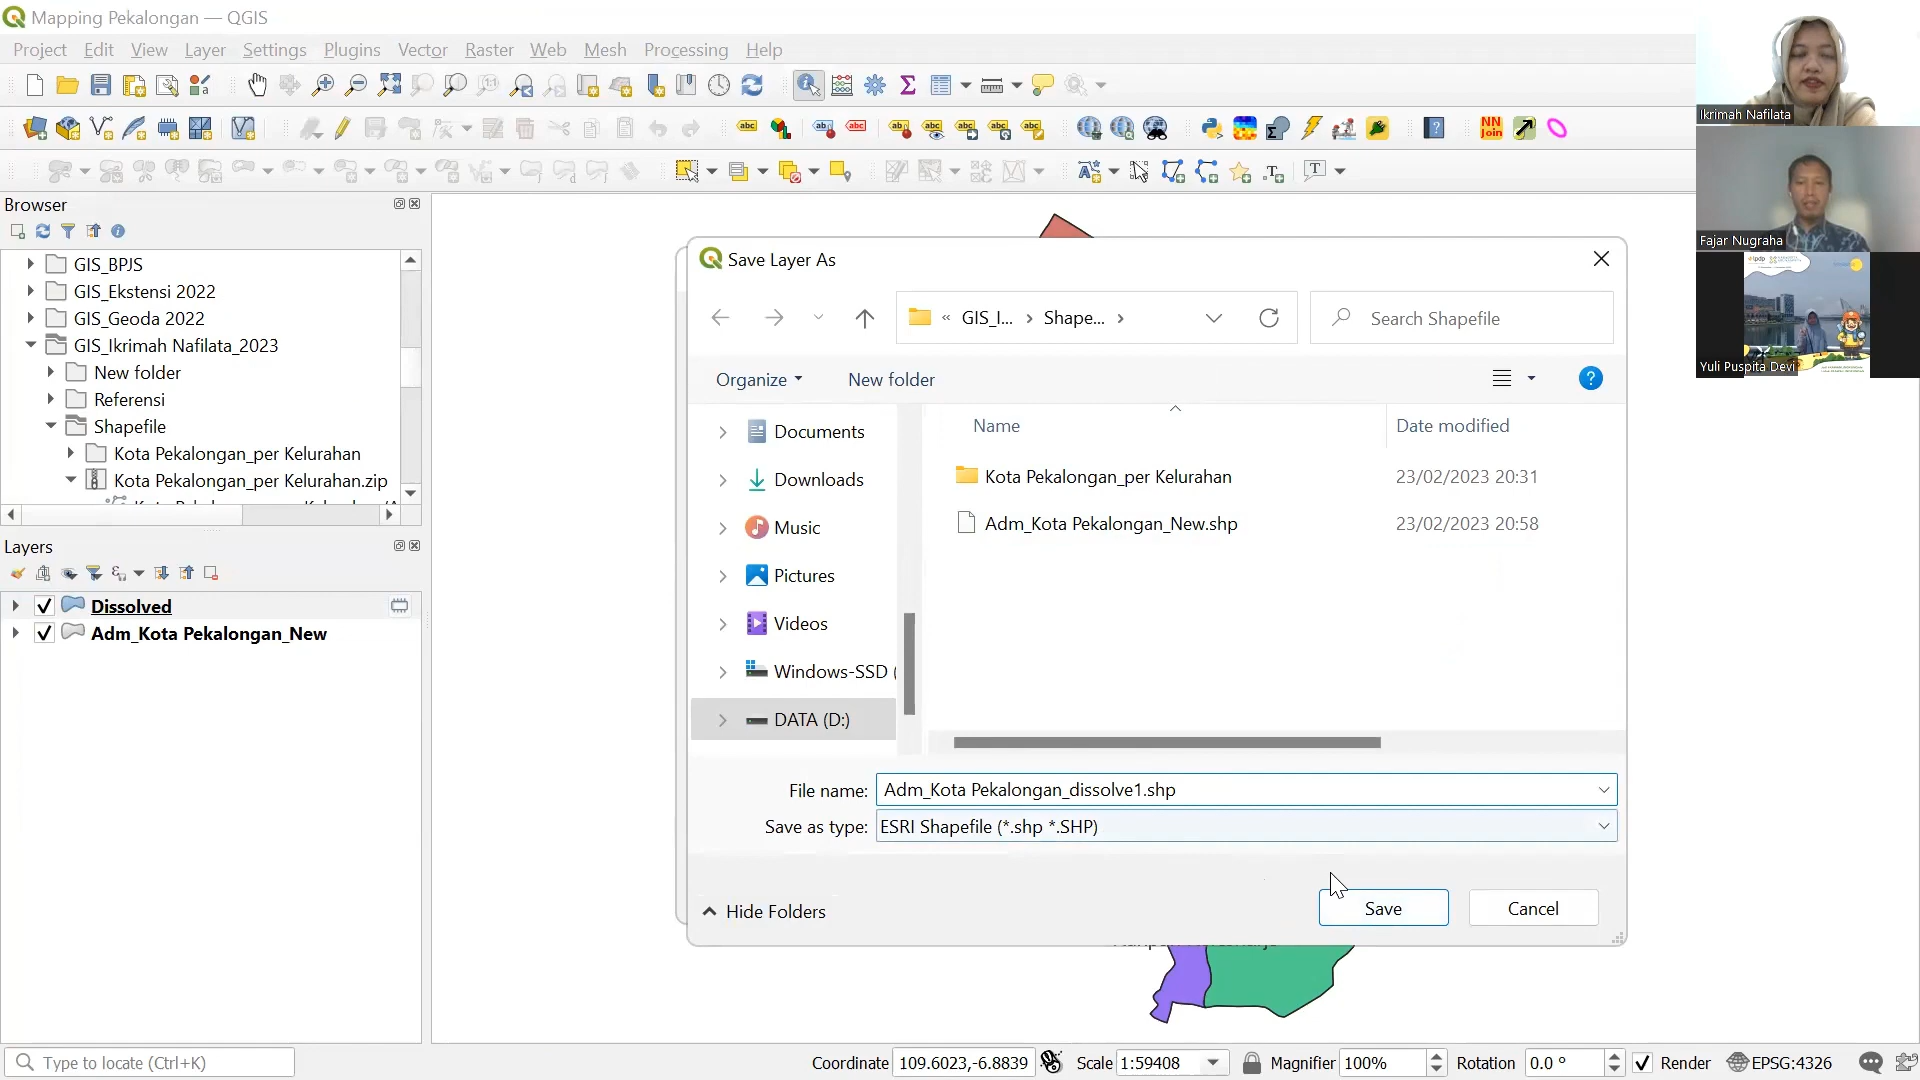 Mapping Pekalongan — QGIS
Project Edit View Layer Settings Plugins Vector Raster Web Mesh Processing Help
Browser
GIS_BPJS
GIS_Ekstensi 2022
GIS_Geoda 2022
GIS_Ikrimah Nafilata_2023
New folder
Referensi
Shapefile
Kota Pekalongan_per Kelurahan
Kota Pekalongan_per Kelurahan.zip
Layers
Dissolved
Adm_Kota Pekalongan_New
Save Layer As
« GIS_I... › Shape... ›
Search Shapefile
Organize
New folder
Name
Date modified
Documents
Downloads
Music
Pictures
Videos
Windows-SSD (
DATA (D:)
Kota Pekalongan_per Kelurahan 23/02/2023 20:31
Adm_Kota Pekalongan_New.shp 23/02/2023 20:58
File name: Adm_Kota Pekalongan_dissolve1.shp
Save as type: ESRI Shapefile (*.shp *.SHP)
Hide Folders
Save
Cancel
Ikrimah Nafilata
Fajar Nugraha
lpdp
Yuli Puspita Devi
NN
Join
Type to locate (Ctrl+K)
Coordinate 109.6023,-6.8839 Scale 1:59408 Magnifier 100% Rotation 0.0 ° Render EPSG:4326